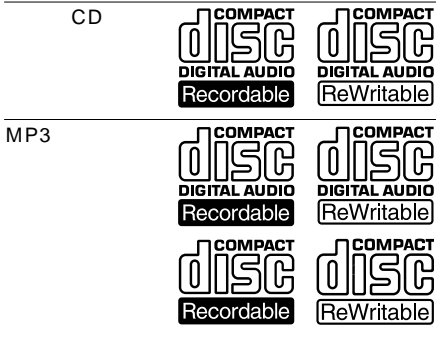 CD
COMPACT COMPACT
disc disc
DIGITAL AUDIO DIGITAL AUDIO
Recordable ReWritable
MP3
COMPACT COMPACT
disc disc
DIGITAL AUDIO DIGITAL AUDIO
Recordable ReWritable
COMPACT COMPACT
disc disc
Recordable ReWritable